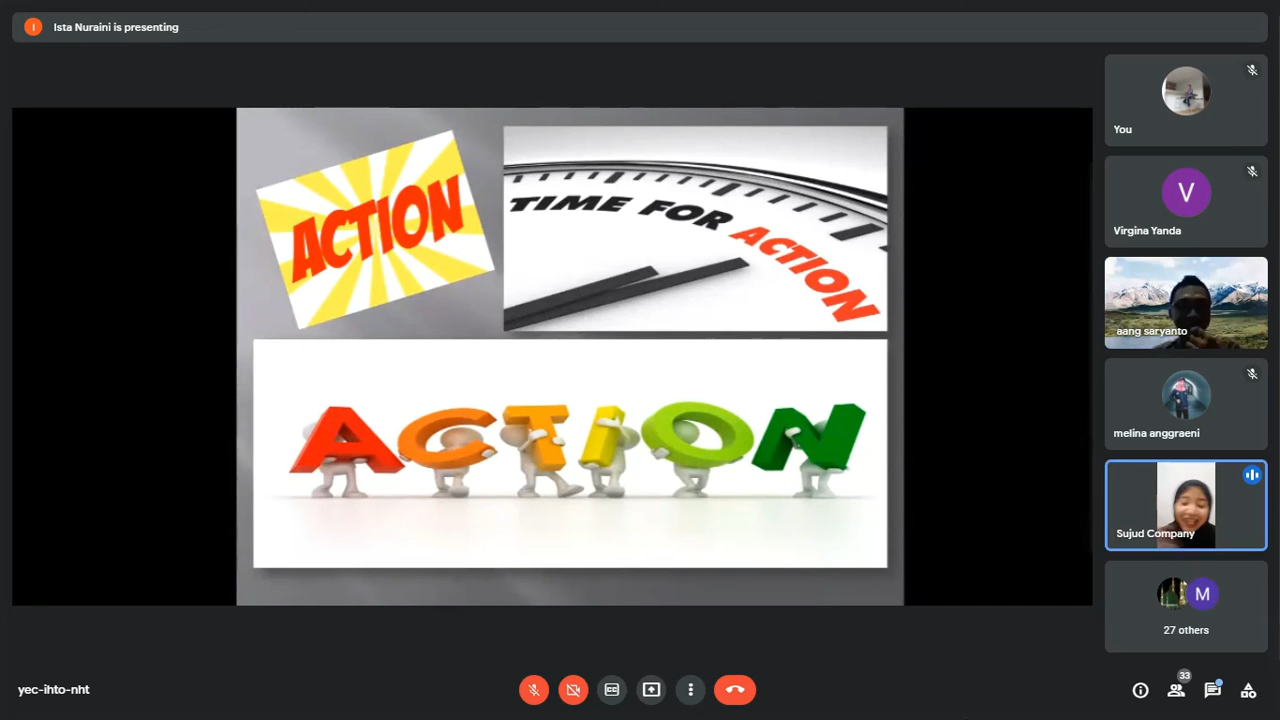 I Ista Nuraini is presenting
ACTION
TIME FOR ACTION
ACTION
You
V
Virgina Yanda
aang saryanto
melina anggraeni
Sujud Company
M
27 others
yec-ihto-nht
CC
33